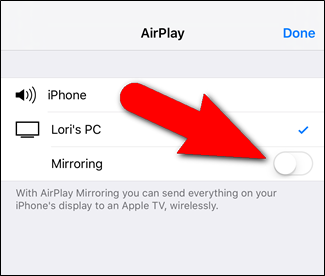 AirPlay Done
iPhone
Lori's PC
Mirroring
With AirPlay Mirroring you can send everything on your
iPhone's display to an Apple TV, wirelessly.